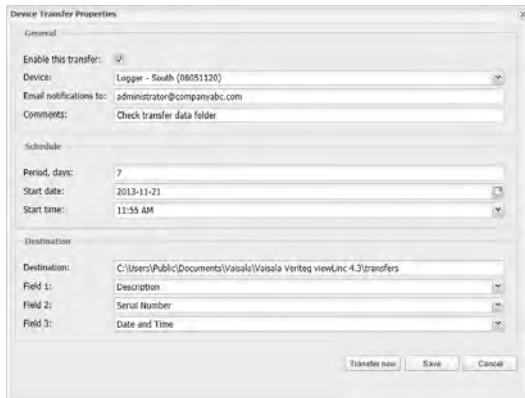 Device Transfer Properties
General
Enable this transfer:
Device: Logger - South (08051120)
Email notifications to: administrator@companyabc.com
Comments: Check transfer data folder
Schedule
Period, days: 7
Start date: 2013-11-21
Start time: 11:55 AM
Destination
Destination: C:\Users\Public\Documents\Vaisala\Vaisala Veriteq viewLinc 4.3\transfers
Field 1: Description
Field 2: Serial Number
Field 3: Date and Time
Transfer now Save Cancel